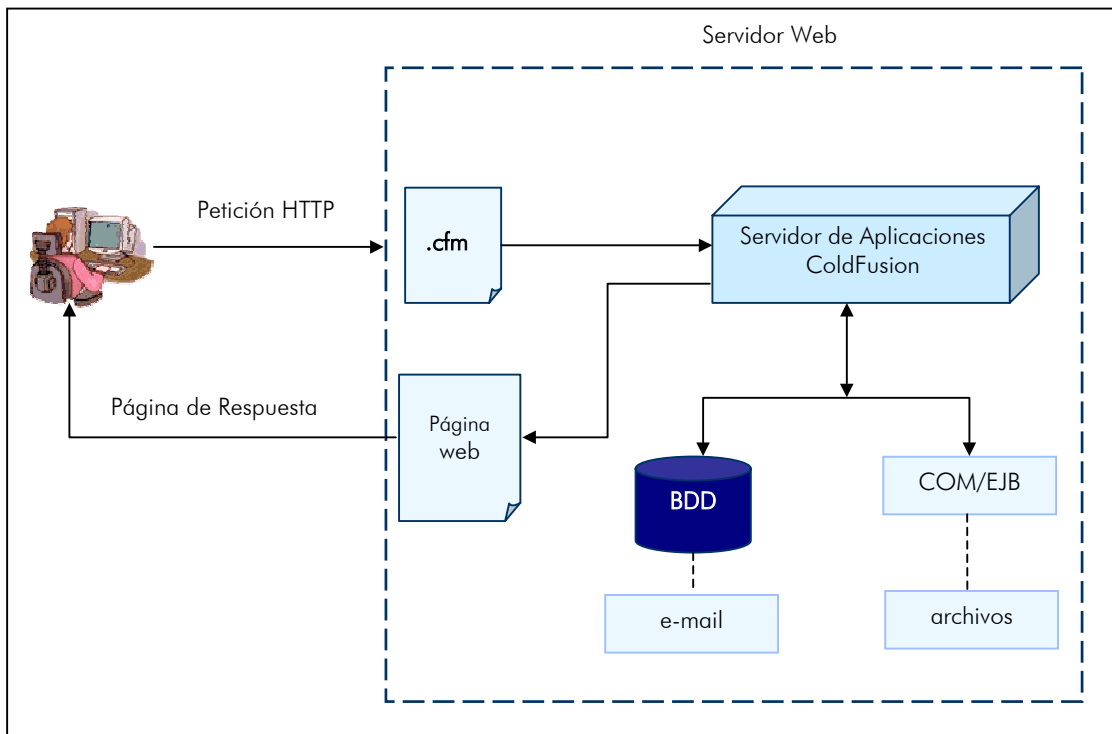 Servidor Web
Petición HTTP
.cfm
Servidor de Aplicaciones
ColdFusion
Página de Respuesta
Página
web
BDD
COM/EJB
e-mail
archivos